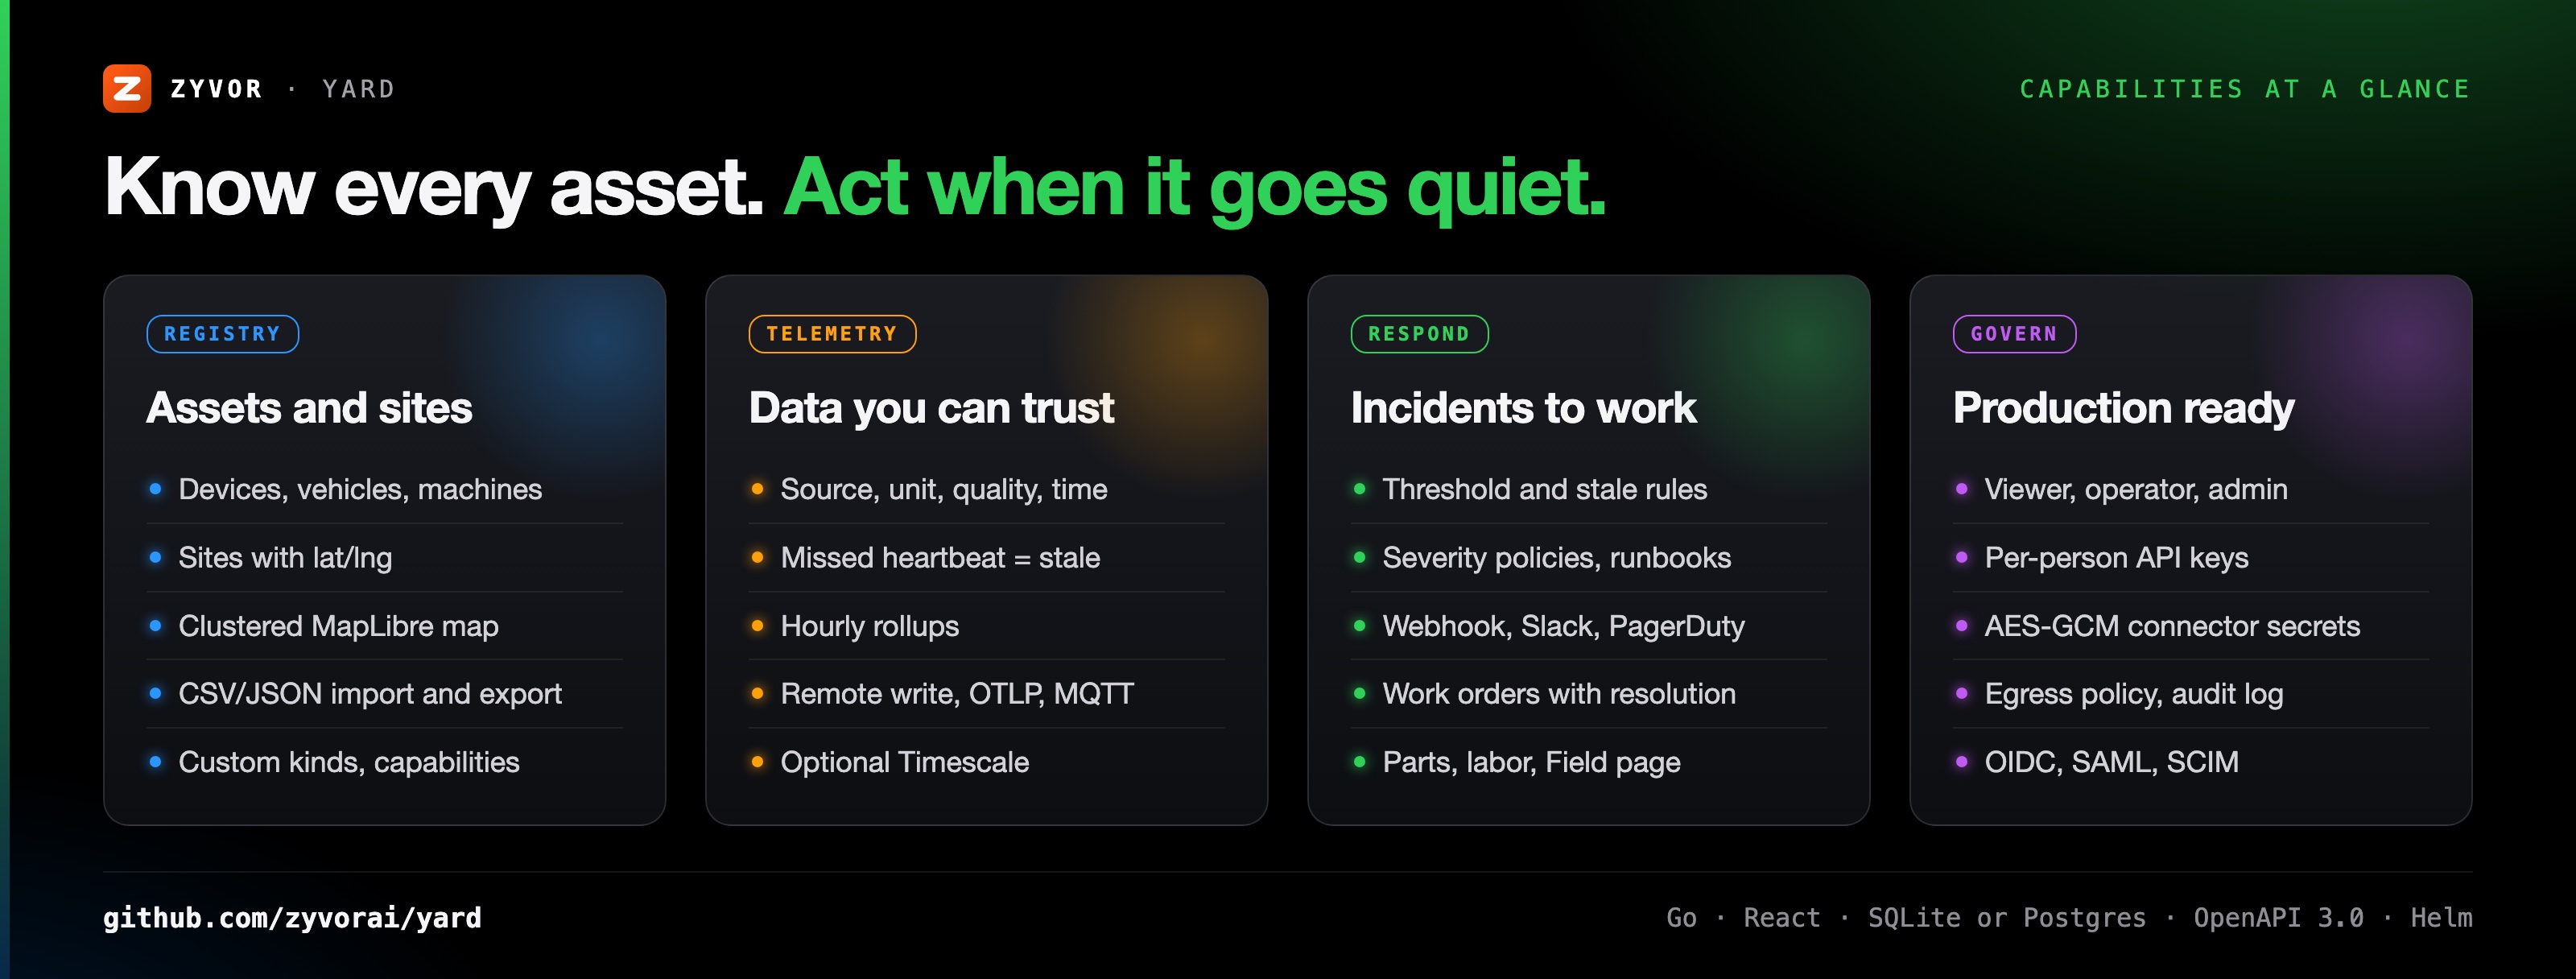 Z ZYVOR · YARD
CAPABILITIES AT A GLANCE
Know every asset. Act when it goes quiet.
REGISTRY
Assets and sites
Devices, vehicles, machines
Sites with lat/lng
Clustered MapLibre map
CSV/JSON import and export
Custom kinds, capabilities
TELEMETRY
Data you can trust
Source, unit, quality, time
Missed heartbeat = stale
Hourly rollups
Remote write, OTLP, MQTT
Optional Timescale
RESPOND
Incidents to work
Threshold and stale rules
Severity policies, runbooks
Webhook, Slack, PagerDuty
Work orders with resolution
Parts, labor, Field page
GOVERN
Production ready
Viewer, operator, admin
Per-person API keys
AES-GCM connector secrets
Egress policy, audit log
OIDC, SAML, SCIM
github.com/zyvorai/yard
Go · React · SQLite or Postgres · OpenAPI 3.0 · Helm